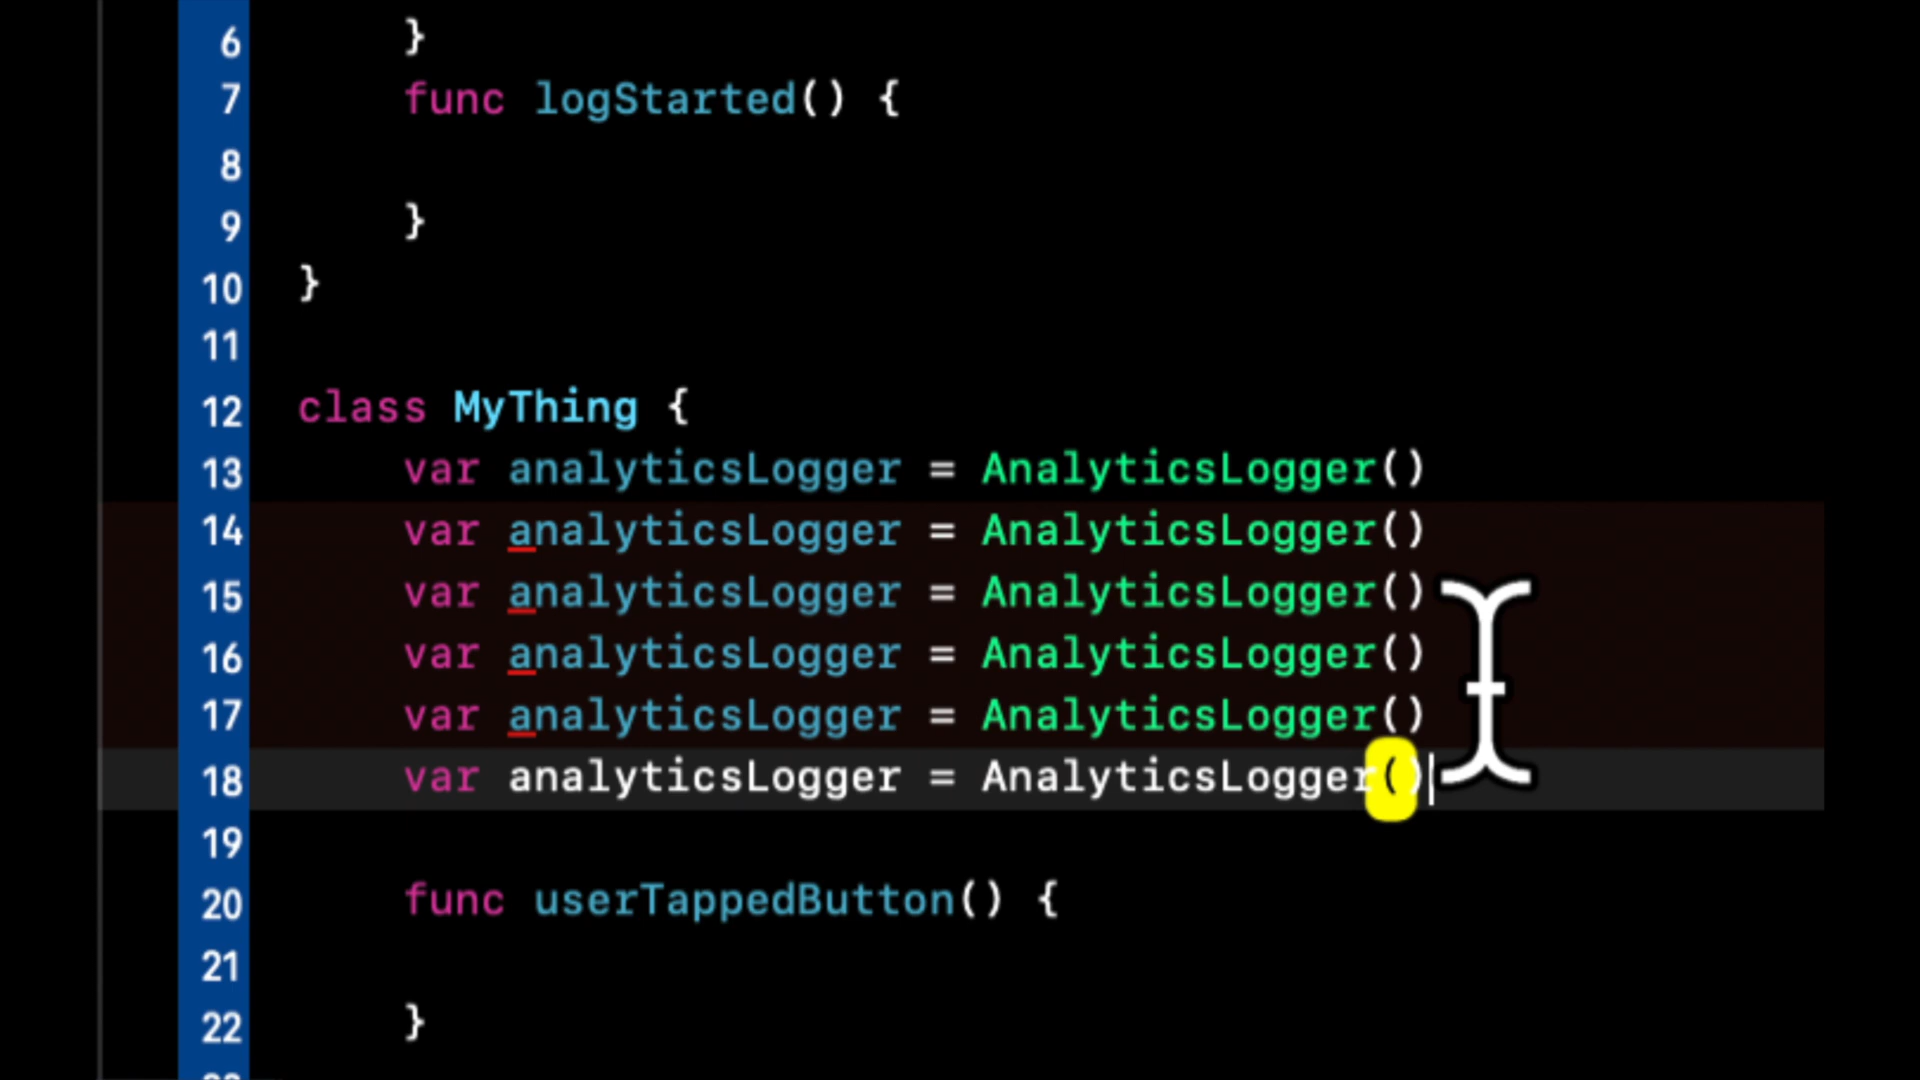 6 }
7 func logStarted() {
8
9 }
10 }
11
12 class MyThing {
13 var analyticsLogger = AnalyticsLogger()
14 var analyticsLogger = AnalyticsLogger()
15 var analyticsLogger = AnalyticsLogger()
16 var analyticsLogger = AnalyticsLogger()
17 var analyticsLogger = AnalyticsLogger()
18 var analyticsLogger = AnalyticsLogger()
19
20 func userTappedButton() {
21
22 }